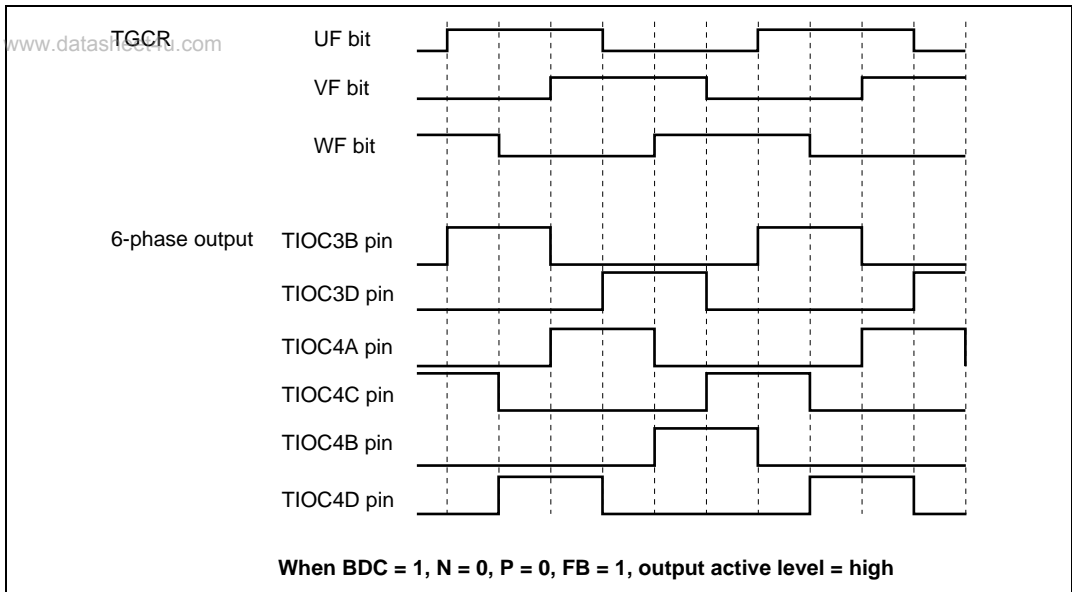 TGCR UF bit
www.datasheet4u.com
VF bit
WF bit
6-phase output TIOC3B pin
TIOC3D pin
TIOC4A pin
TIOC4C pin
TIOC4B pin
TIOC4D pin
When BDC = 1, N = 0, P = 0, FB = 1, output active level = high